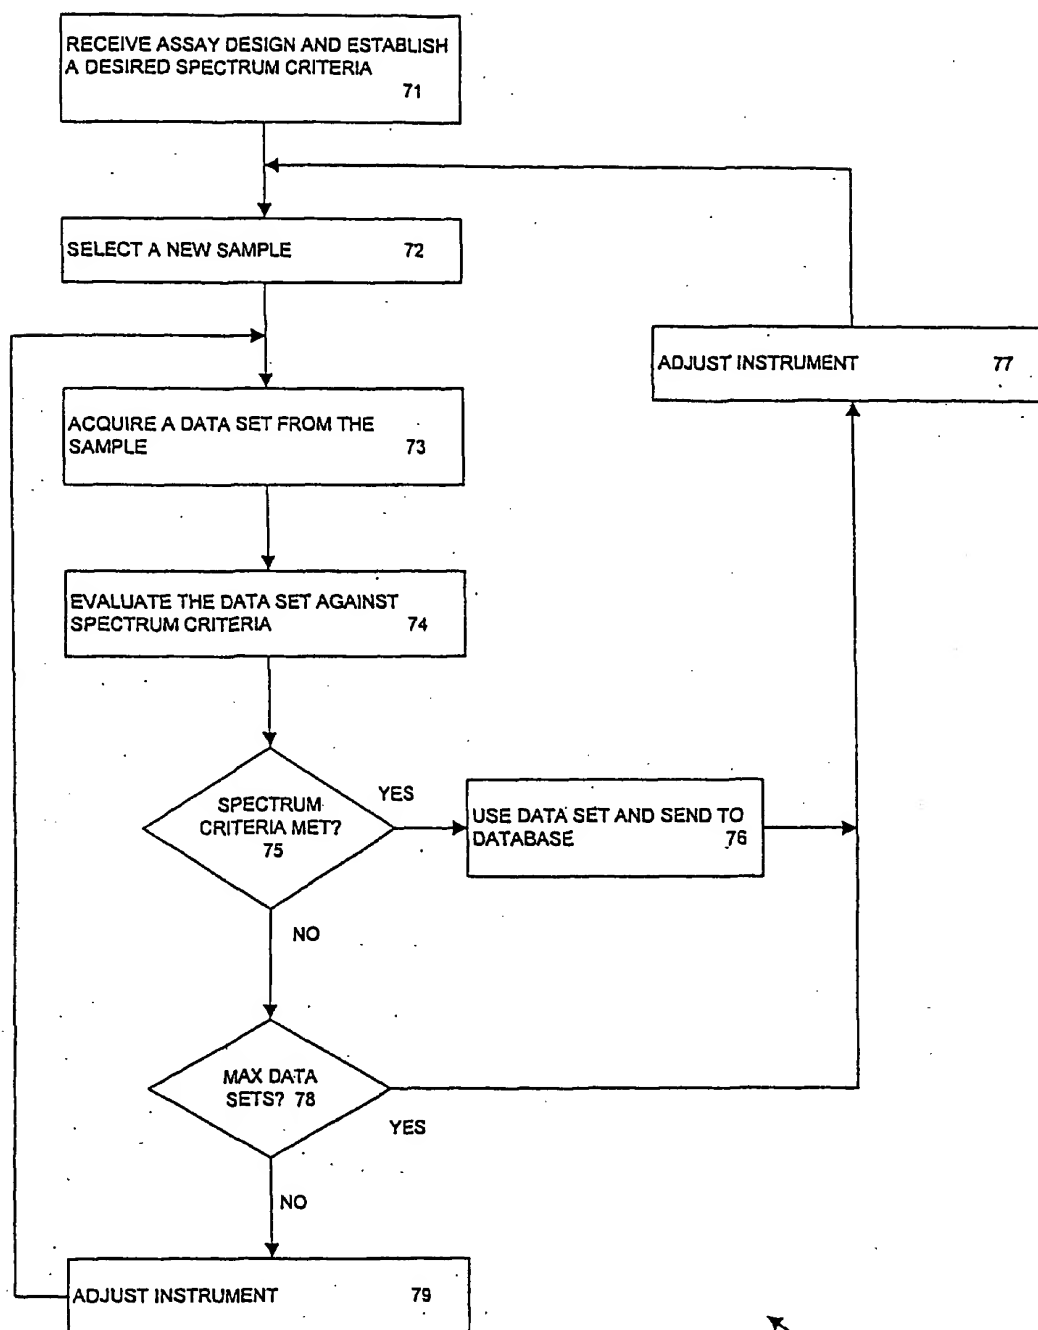 RECEIVE ASSAY DESIGN AND ESTABLISH
A DESIRED SPECTRUM CRITERIA
71
SELECT A NEW SAMPLE 72
ADJUST INSTRUMENT 77
ACQUIRE A DATA SET FROM THE
SAMPLE 73
EVALUATE THE DATA SET AGAINST
SPECTRUM CRITERIA 74
SPECTRUM
CRITERIA MET?
75
YES
USE DATA SET AND SEND TO
DATABASE 76
NO
MAX DATA
SETS? 78
YES
NO
ADJUST INSTRUMENT 79